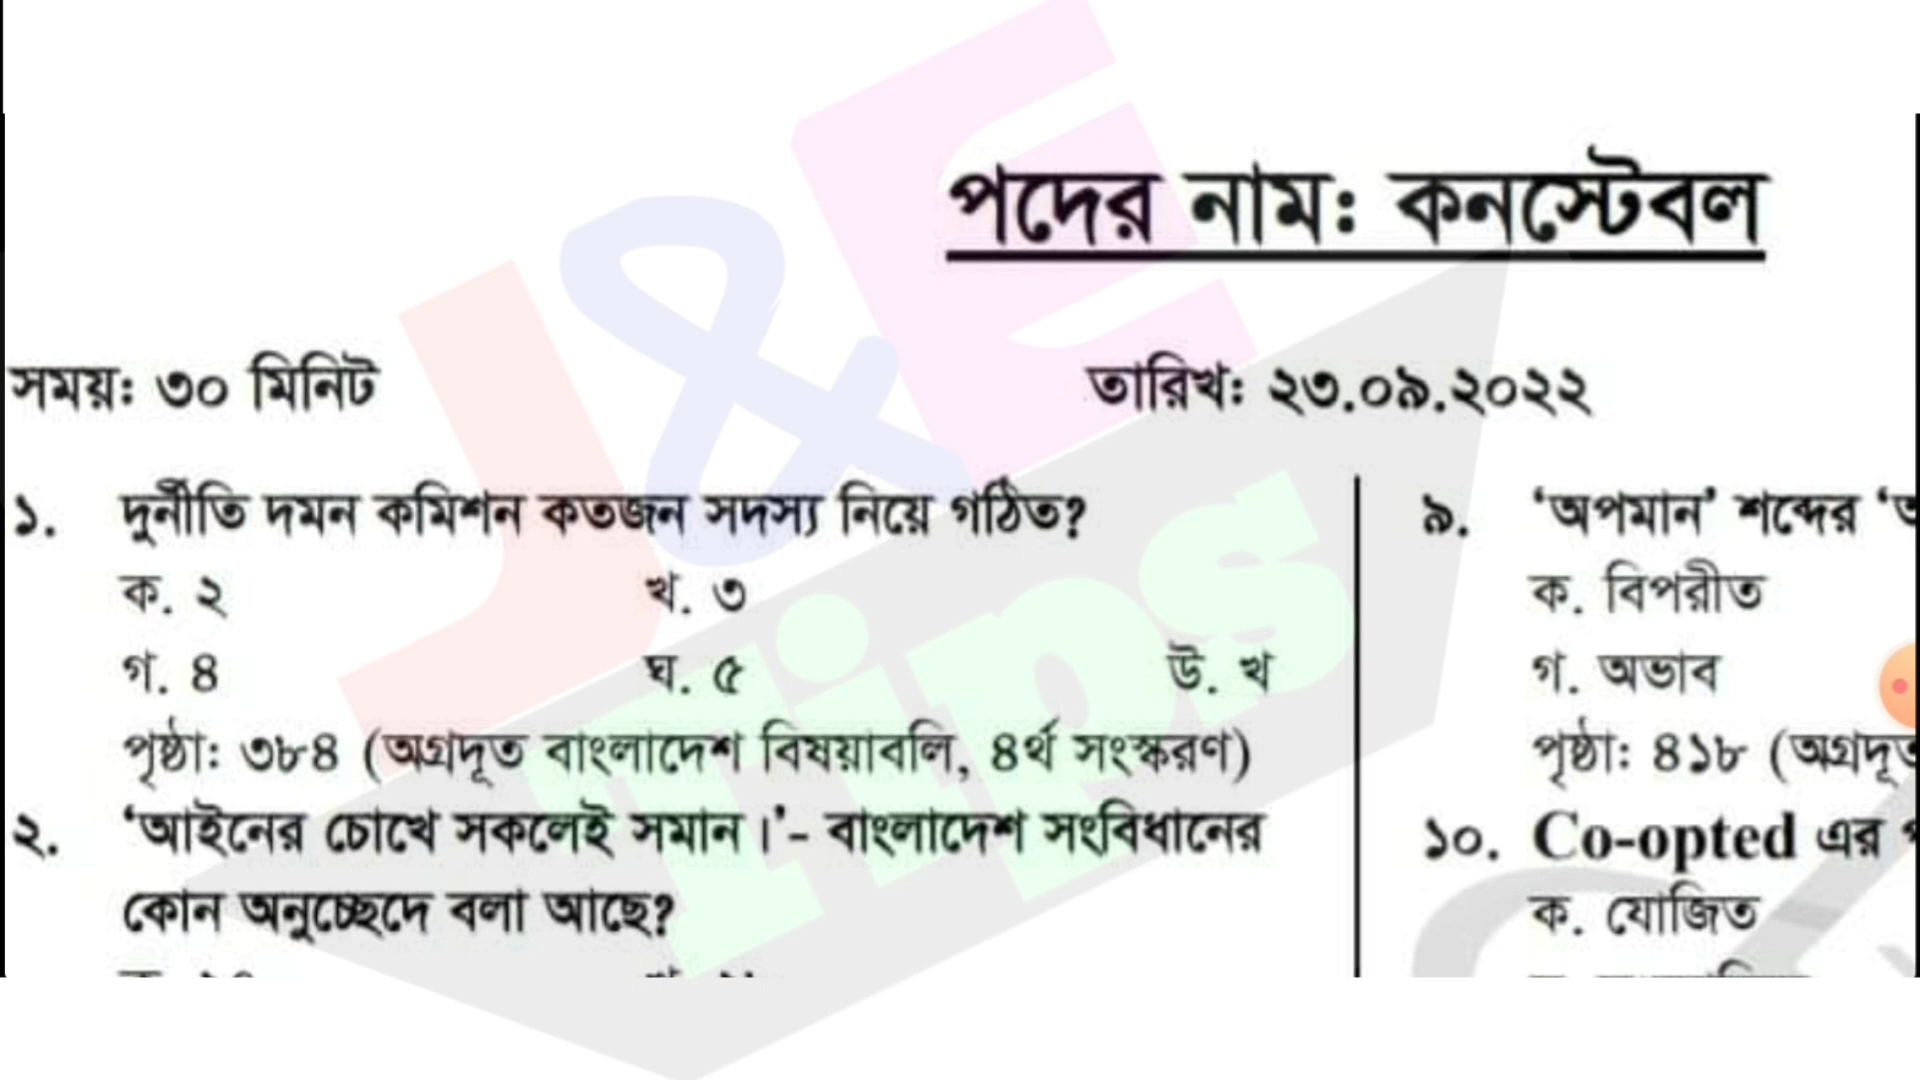 পদের নাম: কনস্টেবল
সময়: ৩০ মিনিট
তারিখ: ২৩.০৯.২০২২
১. দুর্নীতি দমন কমিশন কতজন সদস্য নিয়ে গঠিত?
ক. ২ খ. ৩
গ. ৪ ঘ. ৫ উ. খ
পৃষ্ঠা: ৩৮৪ (অগ্রদূত বাংলাদেশ বিষয়াবলি, ৪র্থ সংস্করণ)
২. ‘আইনের চোখে সকলেই সমান।’- বাংলাদেশ সংবিধানের
কোন অনুচ্ছেদে বলা আছে?
৯. ‘অপমান’ শব্দের
ক. বিপরীত
গ. অভাব
পৃষ্ঠা: ৪১৮ (অগ্রদূত
১০. Co-opted এর
ক. যোজিত
J&E
Tips